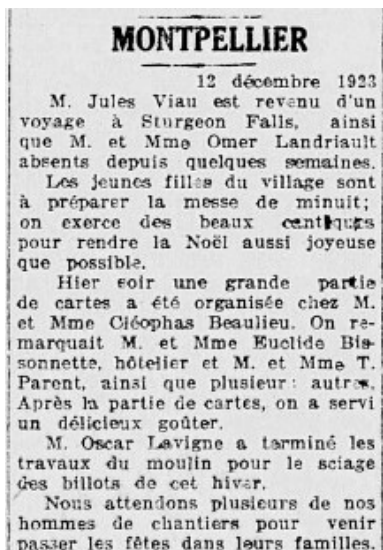 MONTPELLIER
12 décembre 1923
M. Jules Viau est revenu d'un
voyage à Sturgeon Falls, ainsi
que M. et Mme Omer Landriault
absents depuis quelques semaines.
Les jeunes filles du village sont
à préparer la messe de minuit;
on exerce des beaux cantiques
pour rendre la Noël aussi joyeuse
que possible.
Hier soir une grande partie
de cartes a été organisée chez M.
et Mme Cléophas Beaulieu. On re-
marquait M. et Mme Euclide Bis-
sonnette, hôtelier et M. et Mme T.
Parent, ainsi que plusieurs autres.
Après la partie de cartes, on a servi
un délicieux goûter.
M. Oscar Lavigne a terminé les
travaux du moulin pour le sciage
des billots de cet hiver.
Nous attendons plusieurs de nos
hommes de chantiers pour venir
passer les fêtes dans leurs familles.